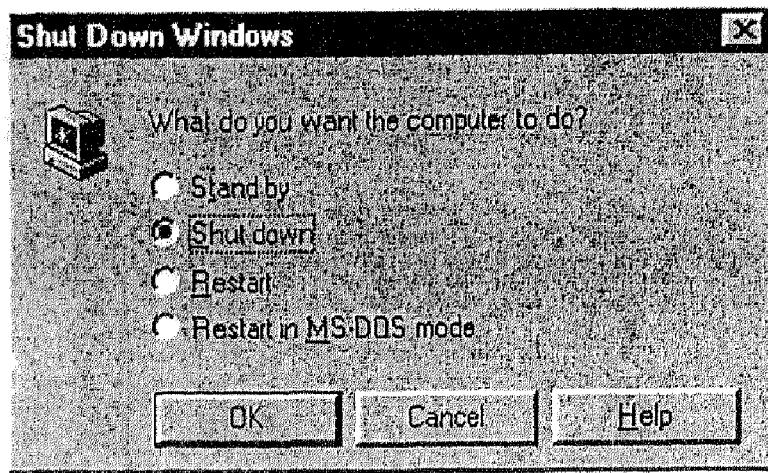 Shut Down Windows
What do you want the computer to do?
Stand by
Shut down
Restart
Restart in MS-DOS mode
OK Cancel Help